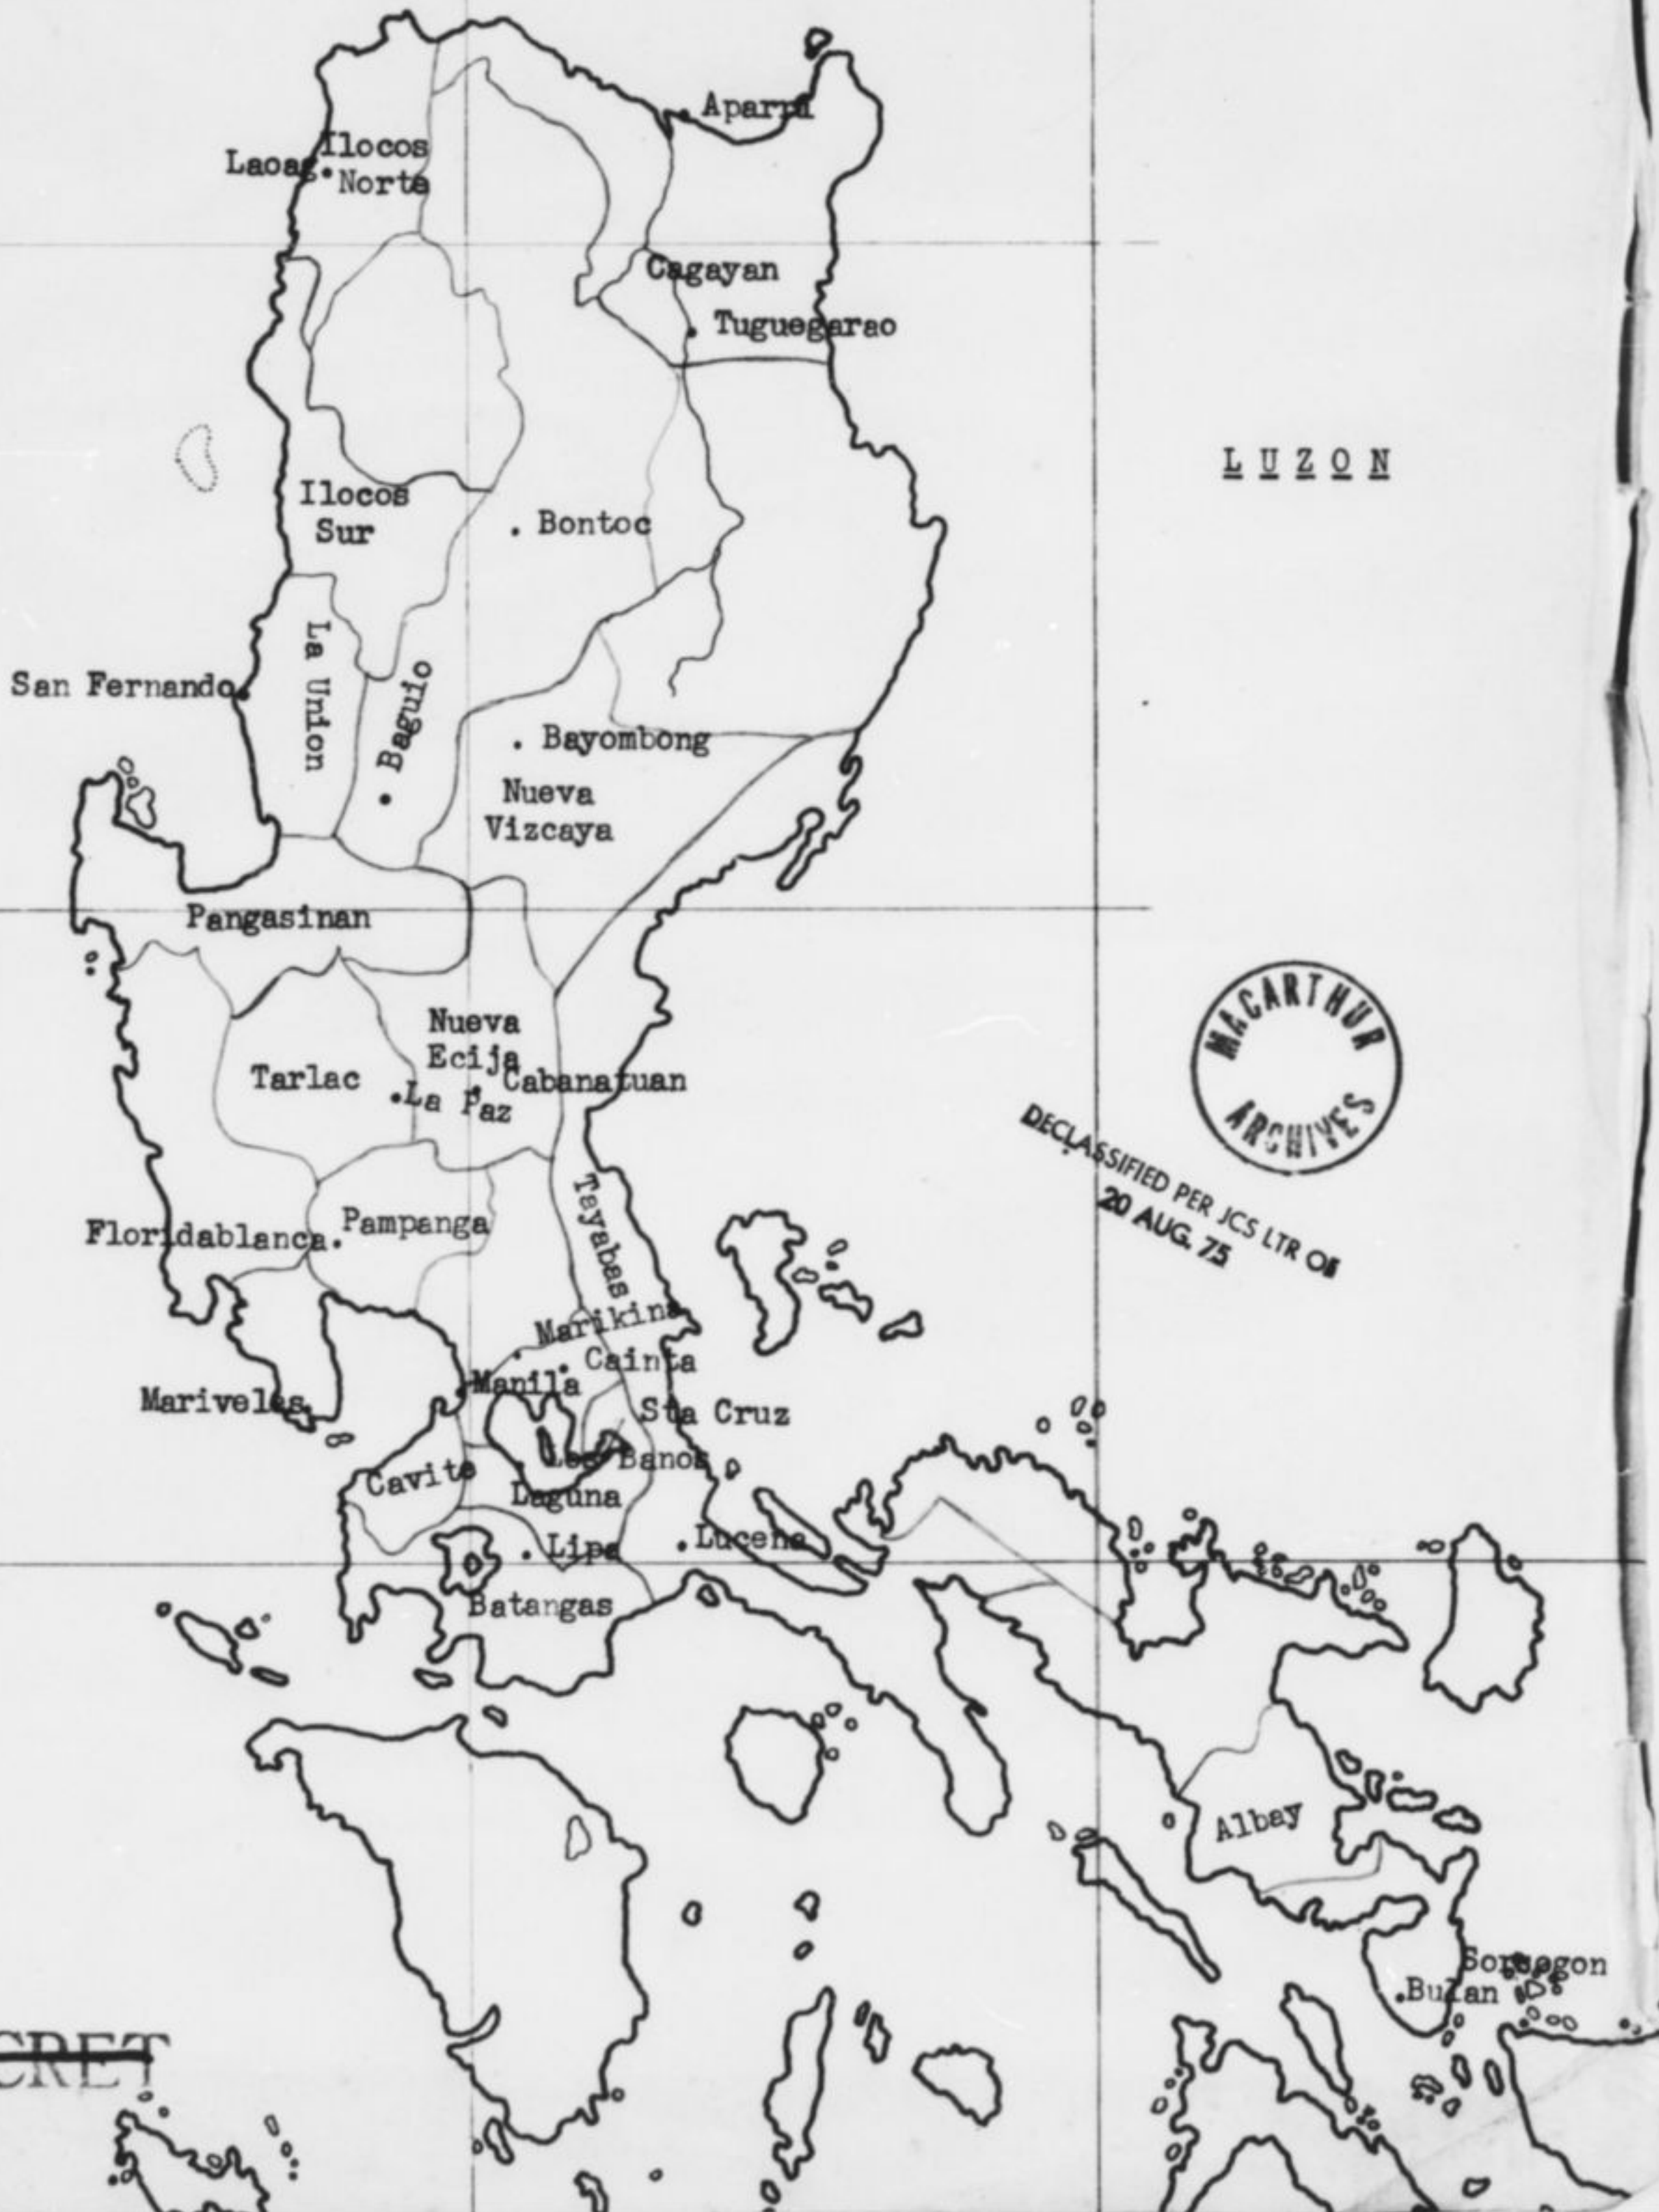 Aparri
Ilocos
Laoag
Norte
Cagayan
Tuguegarao
LUZON
Ilocos
Sur
Bontoc
La Union
San Fernando
Baguio
Bayombong
Nueva
Vizcaya
Pangasinan
MACARTHUR
ARCHIVES
Nueva
Ecija
Tarlac
Cabanatuan
La Paz
DECLASSIFIED PER JCS LTR OF
20 AUG. 75
Tayabas
Pampanga
Floridablanca
Marikina
Cainta
Manila
Mariveles
Sta Cruz
Los Banos
Cavite
Laguna
Lucena
Lipa
Batangas
Albay
Sorsogon
Bulan
CRET